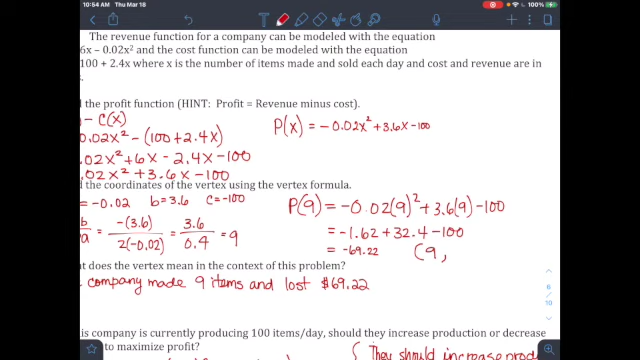 10:54 AM Thu Mar 18
61%
The revenue function for a company can be modeled with the equation
6x – 0.02x² and the cost function can be modeled with the equation
100 + 2.4x where x is the number of items made and sold each day and cost and revenue are in
s.
d the profit function (HINT: Profit = Revenue minus cost).
) – C(x)
0.02x² – (100 + 2.4x)
.02x² + 6x – 2.4x – 100
.02x² + 3.6x – 100
P(x) = – 0.02x² + 3.6x – 100
d the coordinates of the vertex using the vertex formula.
= –0.02 b = 3.6 c = –100
b/a = –(3.6)/2(–0.02) = 3.6/0.4 = 9
P(9) = –0.02(9)² + 3.6(9) – 100
= –1.62 + 32.4 – 100
= –69.22 (9,
at does the vertex mean in the context of this problem?
company made 9 items and lost $69.22
6
/
10
his company is currently producing 100 items/day, should they increase production or decrease
to maximize profit?
They should increase produ